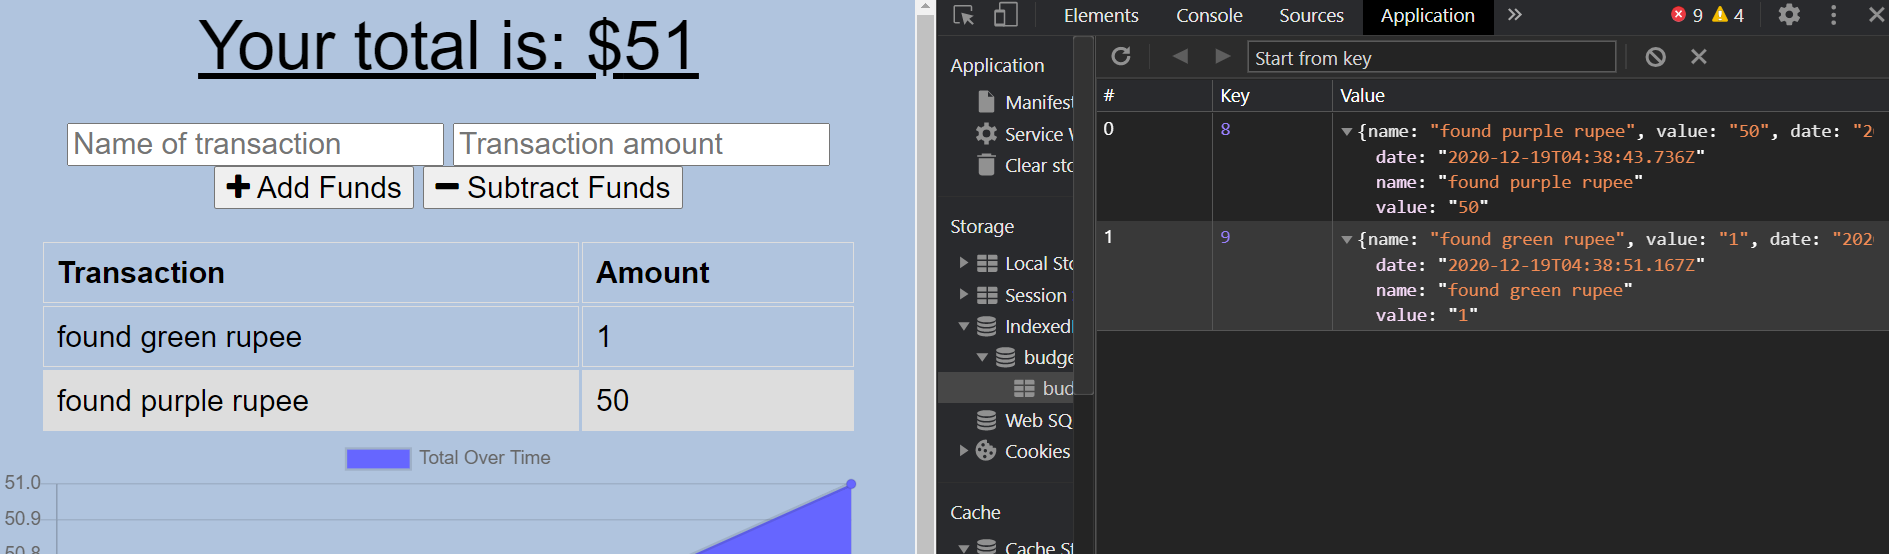 Your total is: $51
Name of transaction
Transaction amount
Add Funds
Subtract Funds
Transaction Amount
found green rupee 1
found purple rupee 50
Total Over Time
51.0
50.9
50.8
Elements Console Sources Application » 9 4
Application
Manifest
Service W
Clear sto
Storage
Local Sto
Session
Indexed
budge
bud
Web SQ
Cookies
Cache
Cache St
Start from key
# Key Value
0 8 {name: "found purple rupee", value: "50", date: "2
date: "2020-12-19T04:38:43.736Z"
name: "found purple rupee"
value: "50"
1 9 {name: "found green rupee", value: "1", date: "202
date: "2020-12-19T04:38:51.167Z"
name: "found green rupee"
value: "1"